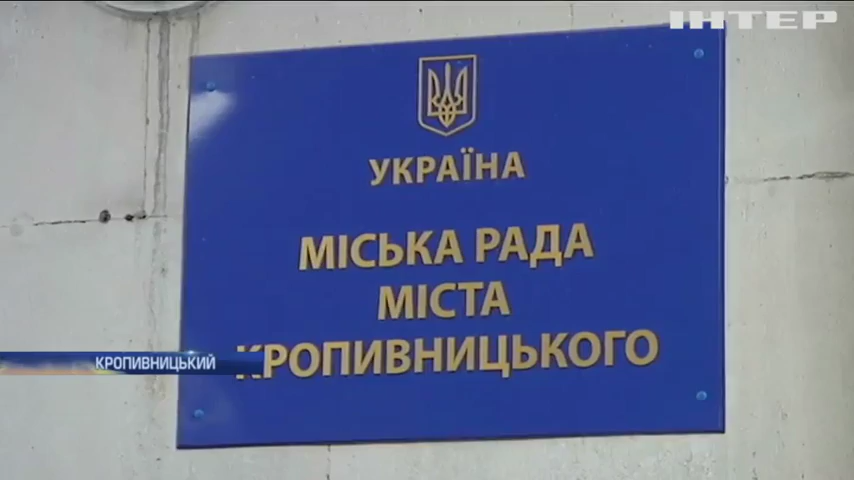 ІНТЕР
УКРАЇНА
МІСЬКА РАДА
МІСТА
КРОПИВНИЦЬКОГО
КРОПИВНИЦЬКИЙ